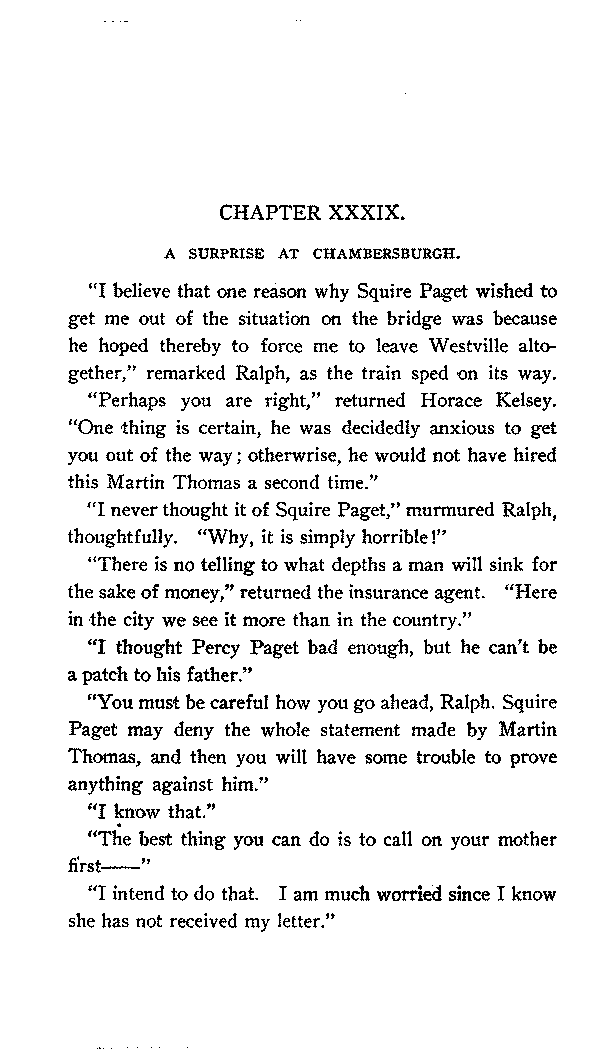 CHAPTER XXXIX.
A SURPRISE AT CHAMBERSBURGH.
"I believe that one reason why Squire Paget wished to
get me out of the situation on the bridge was because
he hoped thereby to force me to leave Westville alto-
gether," remarked Ralph, as the train sped on its way.
"Perhaps you are right," returned Horace Kelsey.
"One thing is certain, he was decidedly anxious to get
you out of the way; otherwrise, he would not have hired
this Martin Thomas a second time."
"I never thought it of Squire Paget," murmured Ralph,
thoughtfully. "Why, it is simply horrible!"
"There is no telling to what depths a man will sink for
the sake of money," returned the insurance agent. "Here
in the city we see it more than in the country."
"I thought Percy Paget bad enough, but he can't be
a patch to his father."
"You must be careful how you go ahead, Ralph. Squire
Paget may deny the whole statement made by Martin
Thomas, and then you will have some trouble to prove
anything against him."
"I know that."
"The best thing you can do is to call on your mother
first——"
"I intend to do that. I am much worried since I know
she has not received my letter."